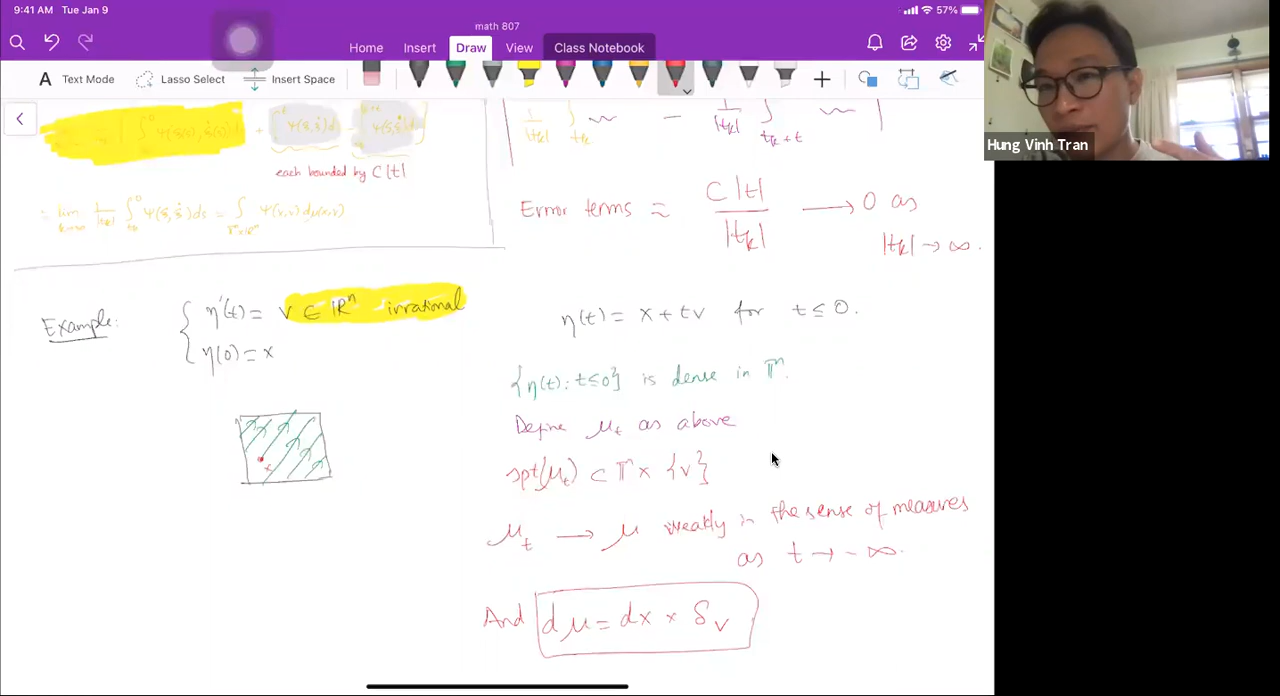 9:41 AM Tue Jan 9
57%
math 807
Home Insert Draw View Class Notebook
A Text Mode Lasso Select Insert Space
Hung Vinh Tran
each bounded by C|t|
Error terms ≈ C|t| / |t_k| → 0 as
|t_k| → ∞.
Example: { η'(t) = v ∈ ℝⁿ irrational
η(0) = x
η(t) = x + tv for t ≤ 0.
{η(t): t ≤ 0} is dense in 𝕋ⁿ.
Define μ_t as above
spt(μ_t) ⊂ 𝕋ⁿ × {v}
x
μ_t → μ weakly in the sense of measures
as t → -∞.
And dμ = dx × δ_v